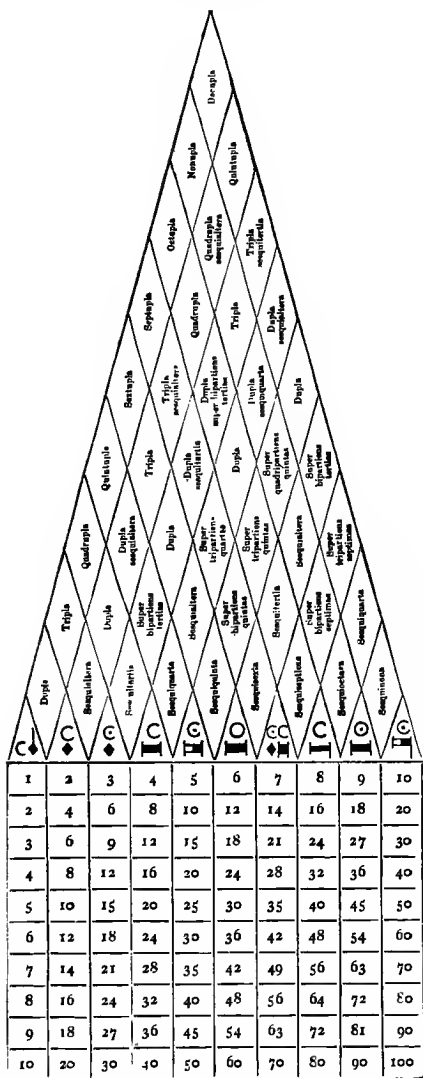 Decupla
Nonupla
Quintupla
Octupla
Quadrupla
sesquialtera
Tripla
sesquitertia
Septupla
Quadrupla
Tripla
Dupla
sesquialtera
Sextupla
Tripla
sesquialtera
Dupla
super bipartiens
tertias
Dupla
sesquiquarta
Dupla
Quintupla
Tripla
Dupla
sesquitertia
Dupla
Super
quadripartiens
quintas
Super
bipartiens
tertias
Quadrupla
Dupla
sesquialtera
Dupla
Super
tripartiens
quartas
Super
tripartiens
quintas
Sesquialtera
Super
tripartiens
septimas
Tripla
Dupla
Super
bipartiens
tertias
Sesquialtera
Super
bipartiens
quintas
Sesquitertia
Super
bipartiens
septimas
Sesquiquarta
Dupla
Sesquialtera
Sesquiquarta
Sesquiquinta
Sesquisexta
Sesquiseptima
Sesquioctava
Sesquinona
1 2 3 4 5 6 7 8 9 10
2 4 6 8 10 12 14 16 18 20
3 6 9 12 15 18 21 24 27 30
4 8 12 16 20 24 28 32 36 40
5 10 15 20 25 30 35 40 45 50
6 12 18 24 30 36 42 48 54 60
7 14 21 28 35 42 49 56 63 70
8 16 24 32 40 48 56 64 72 80
9 18 27 36 45 54 63 72 81 90
10 20 30 40 50 60 70 80 90 100